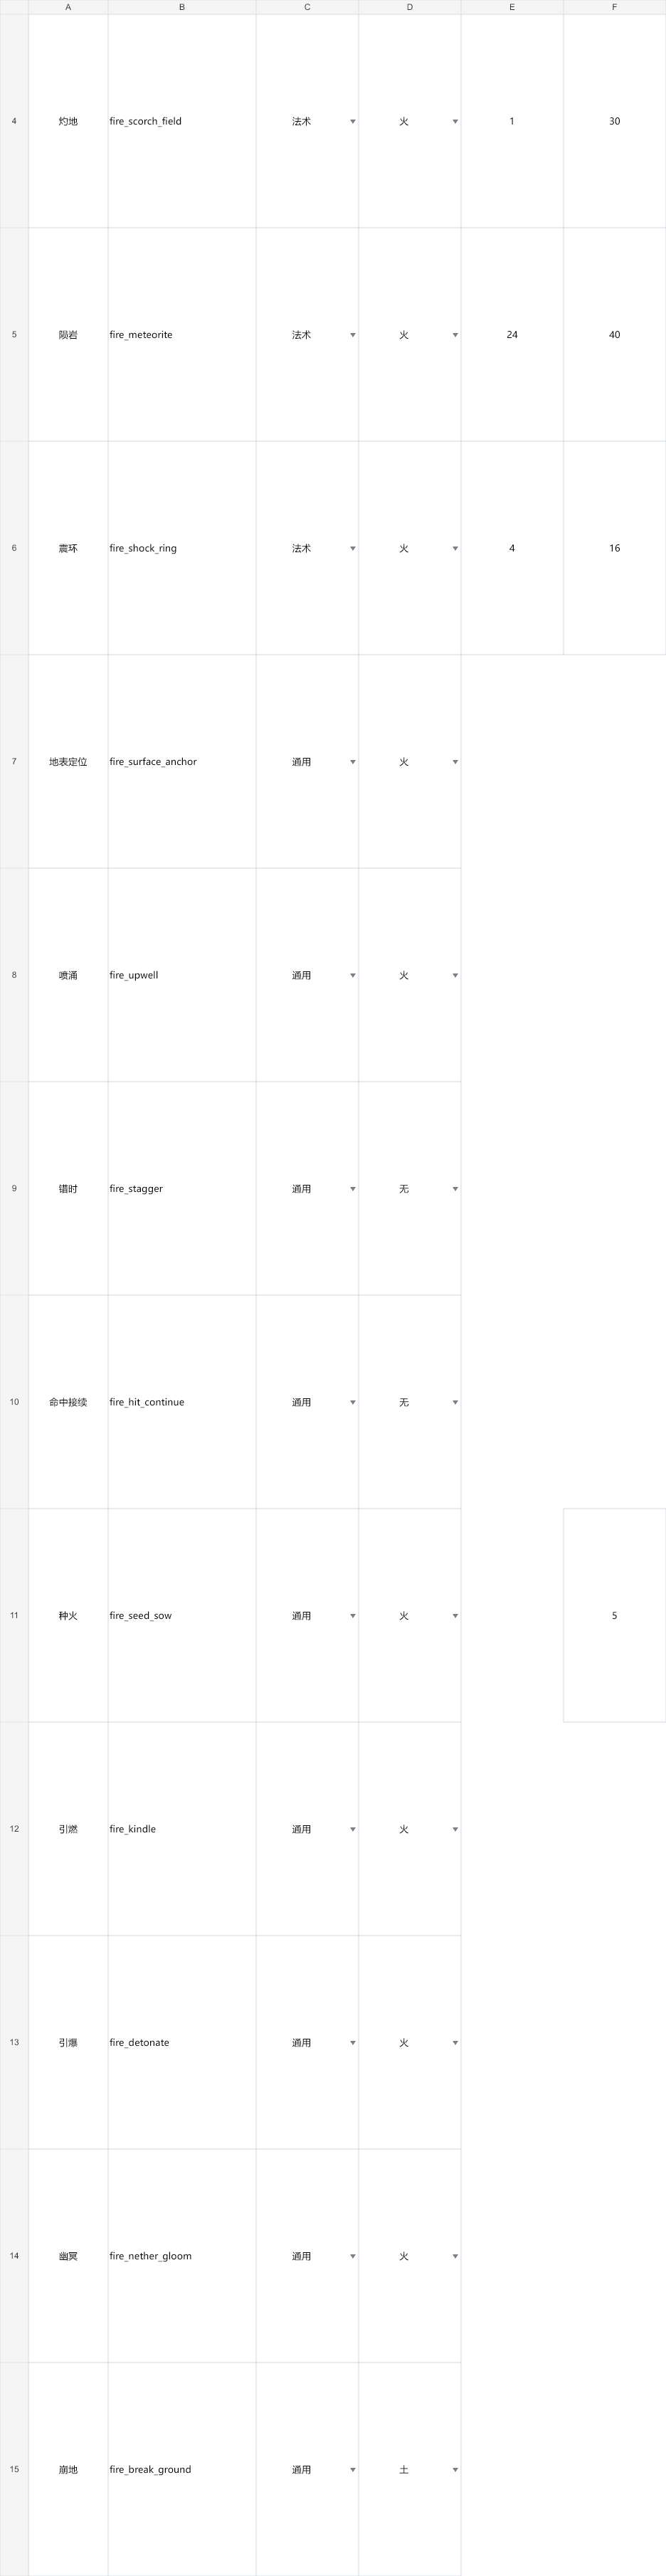 A B C D E F
4 灼地 fire_scorch_field 法术 火 1 30
5 陨岩 fire_meteorite 法术 火 24 40
6 震环 fire_shock_ring 法术 火 4 16
7 地表定位 fire_surface_anchor 通用 火
8 喷涌 fire_upwell 通用 火
9 错时 fire_stagger 通用 无
10 命中接续 fire_hit_continue 通用 无
11 种火 fire_seed_sow 通用 火 5
12 引燃 fire_kindle 通用 火
13 引爆 fire_detonate 通用 火
14 幽冥 fire_nether_gloom 通用 火
15 崩地 fire_break_ground 通用 土